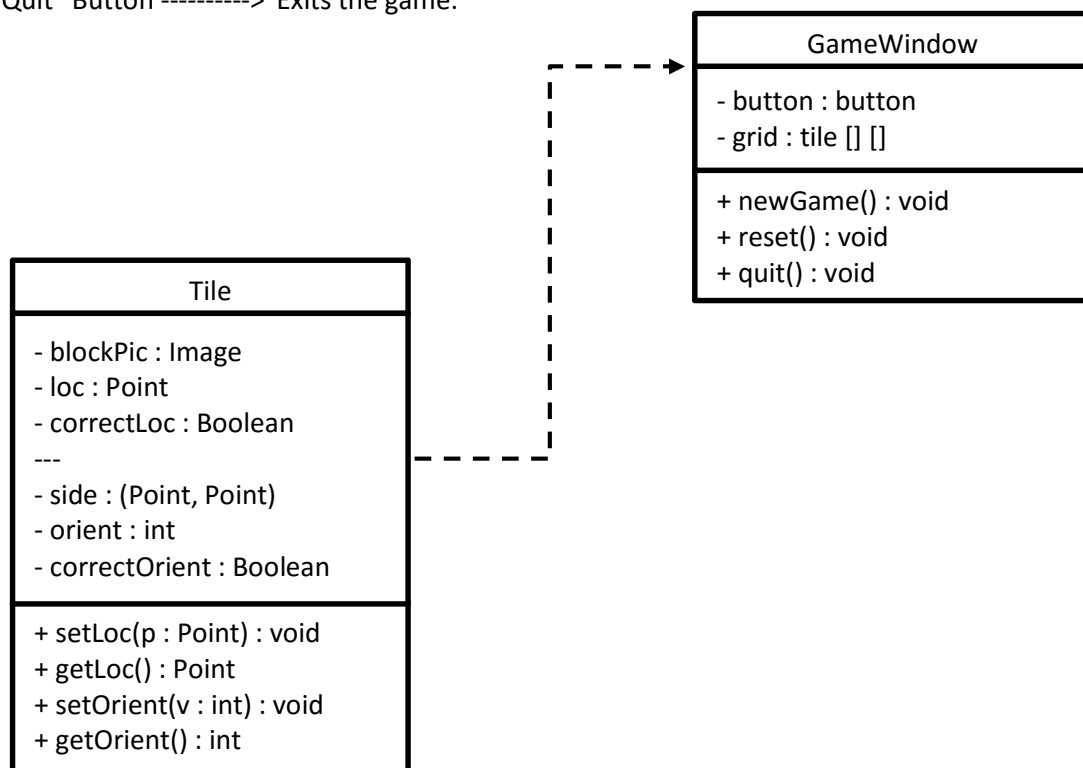 Quit" Button ----------> Exits the game.
GameWindow
- button : button
- grid : tile [] []
+ newGame() : void
+ reset() : void
+ quit() : void
Tile
- blockPic : Image
- loc : Point
- correctLoc : Boolean
---
- side : (Point, Point)
- orient : int
- correctOrient : Boolean
+ setLoc(p : Point) : void
+ getLoc() : Point
+ setOrient(v : int) : void
+ getOrient() : int